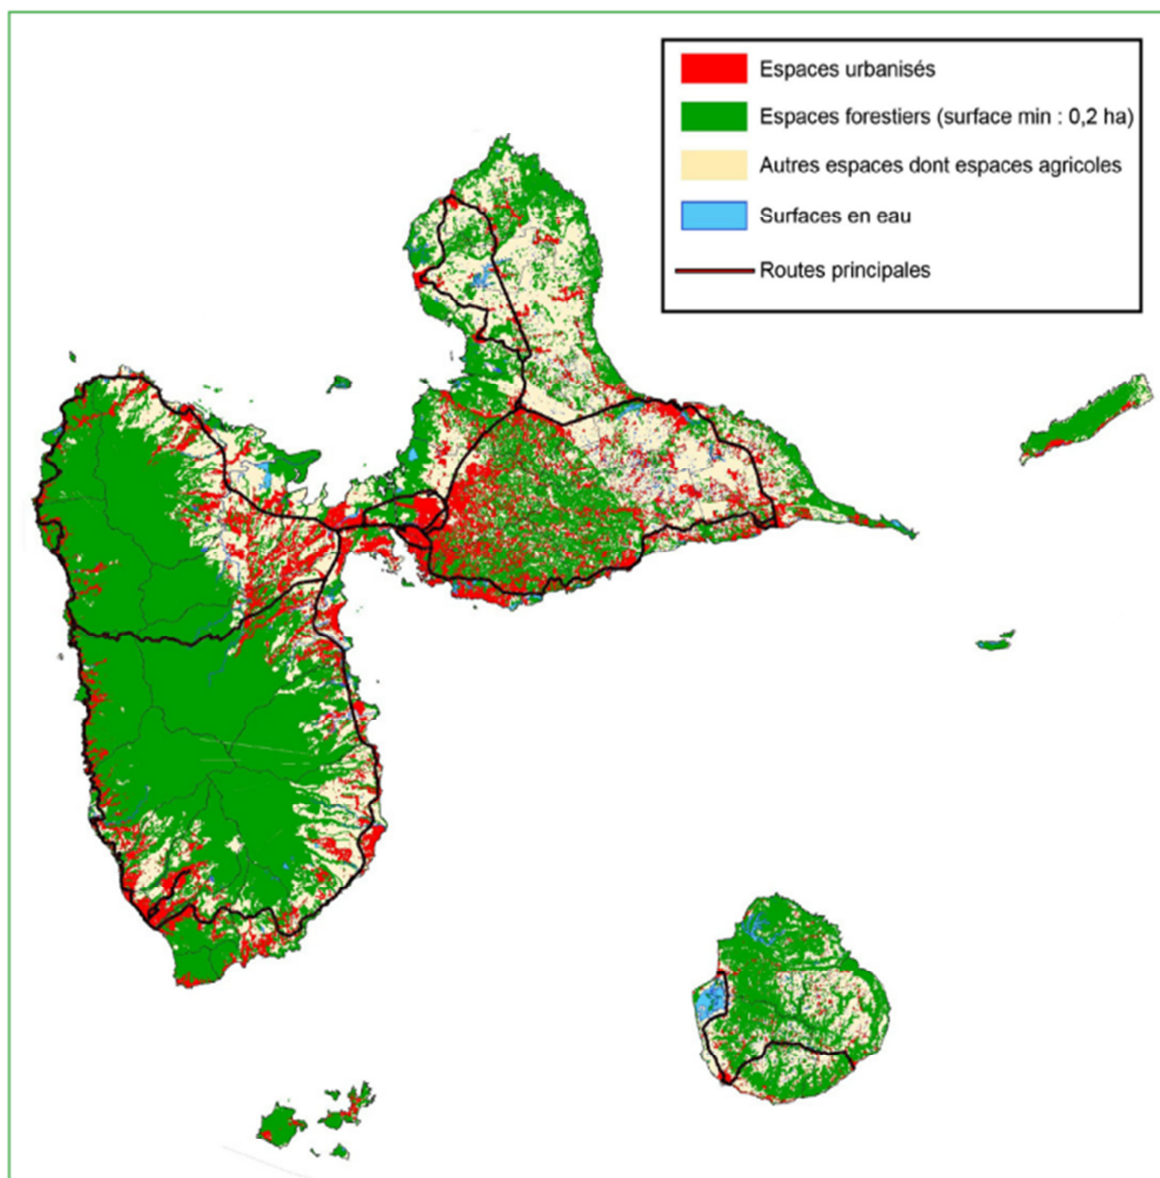 Espaces urbanisés
Espaces forestiers (surface min : 0,2 ha)
Autres espaces dont espaces agricoles
Surfaces en eau
Routes principales